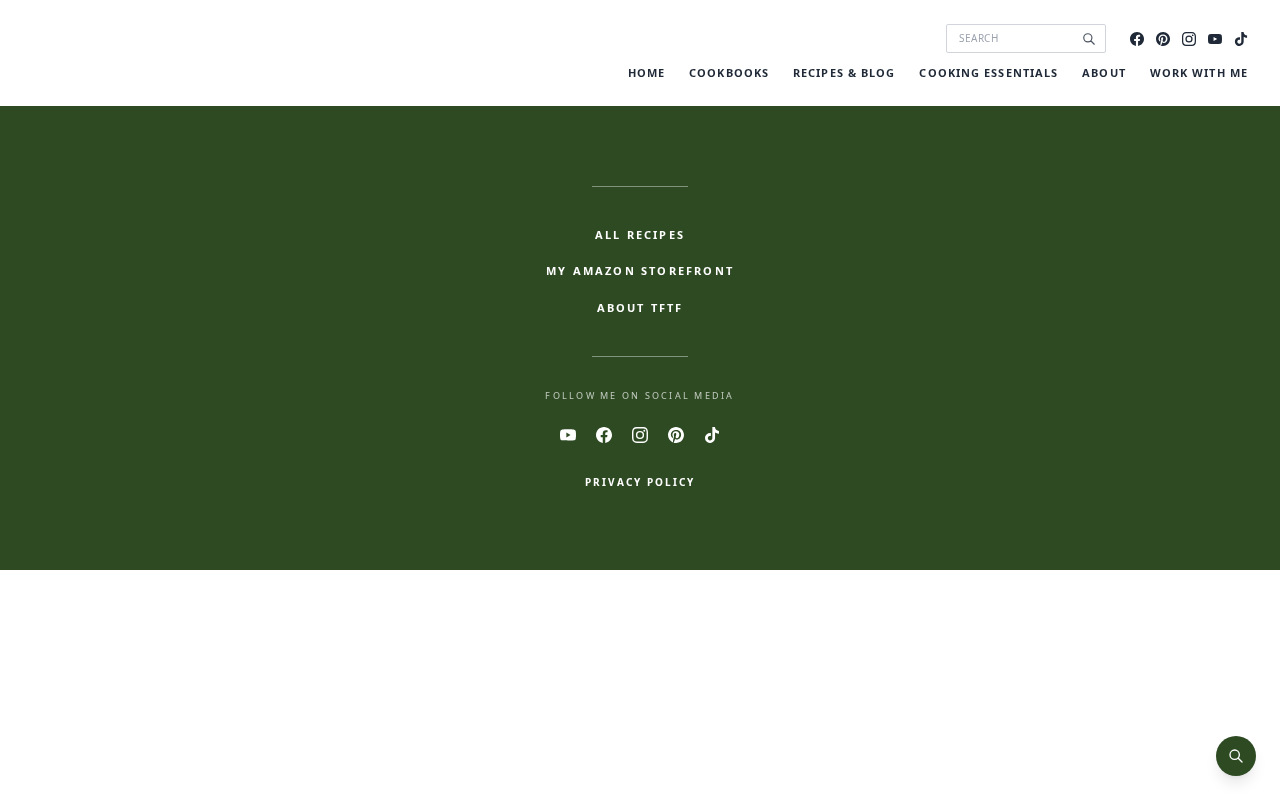 SEARCH
HOME COOKBOOKS RECIPES & BLOG COOKING ESSENTIALS ABOUT WORK WITH ME
ALL RECIPES
MY AMAZON STOREFRONT
ABOUT TFTF
FOLLOW ME ON SOCIAL MEDIA
PRIVACY POLICY